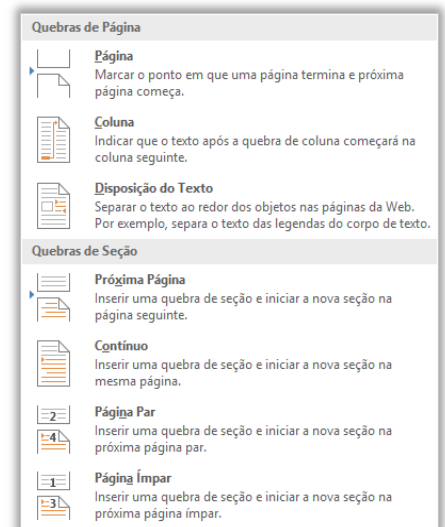 Quebras de Página
Página
Marcar o ponto em que uma página termina e próxima
página começa.
Coluna
Indicar que o texto após a quebra de coluna começará na
coluna seguinte.
Disposição do Texto
Separar o texto ao redor dos objetos nas páginas da Web.
Por exemplo, separa o texto das legendas do corpo de texto.
Quebras de Seção
Próxima Página
Inserir uma quebra de seção e iniciar a nova seção na
página seguinte.
Contínuo
Inserir uma quebra de seção e iniciar a nova seção na
mesma página.
2
4
Página Par
Inserir uma quebra de seção e iniciar a nova seção na
próxima página par.
1
3
Página Ímpar
Inserir uma quebra de seção e iniciar a nova seção na
próxima página ímpar.